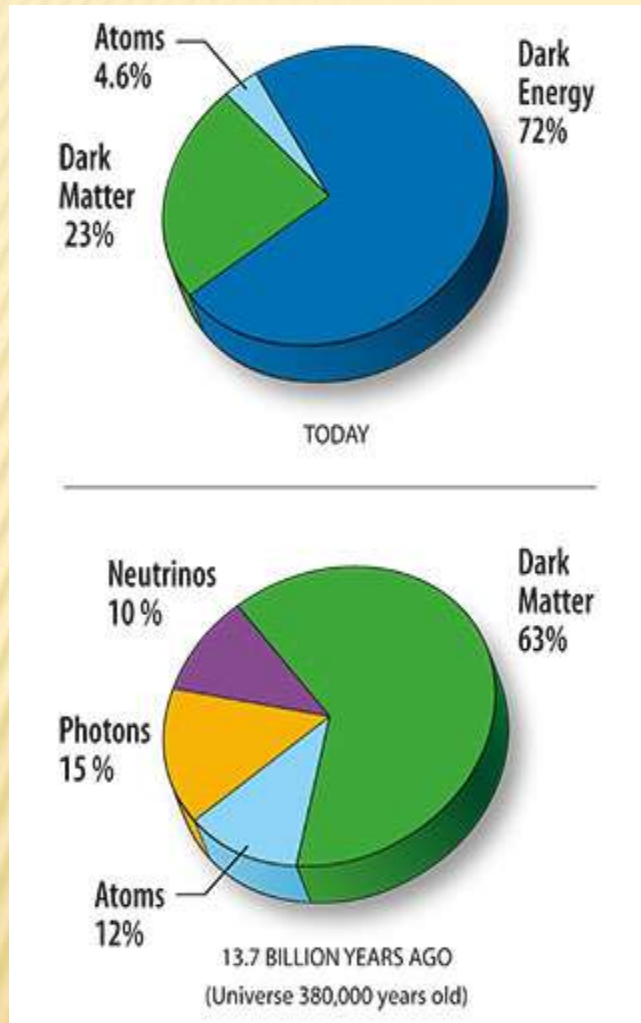 Atoms
4.6%
Dark
Energy
72%
Dark
Matter
23%
TODAY
Neutrinos
10 %
Dark
Matter
63%
Photons
15 %
Atoms
12%
13.7 BILLION YEARS AGO
(Universe 380,000 years old)